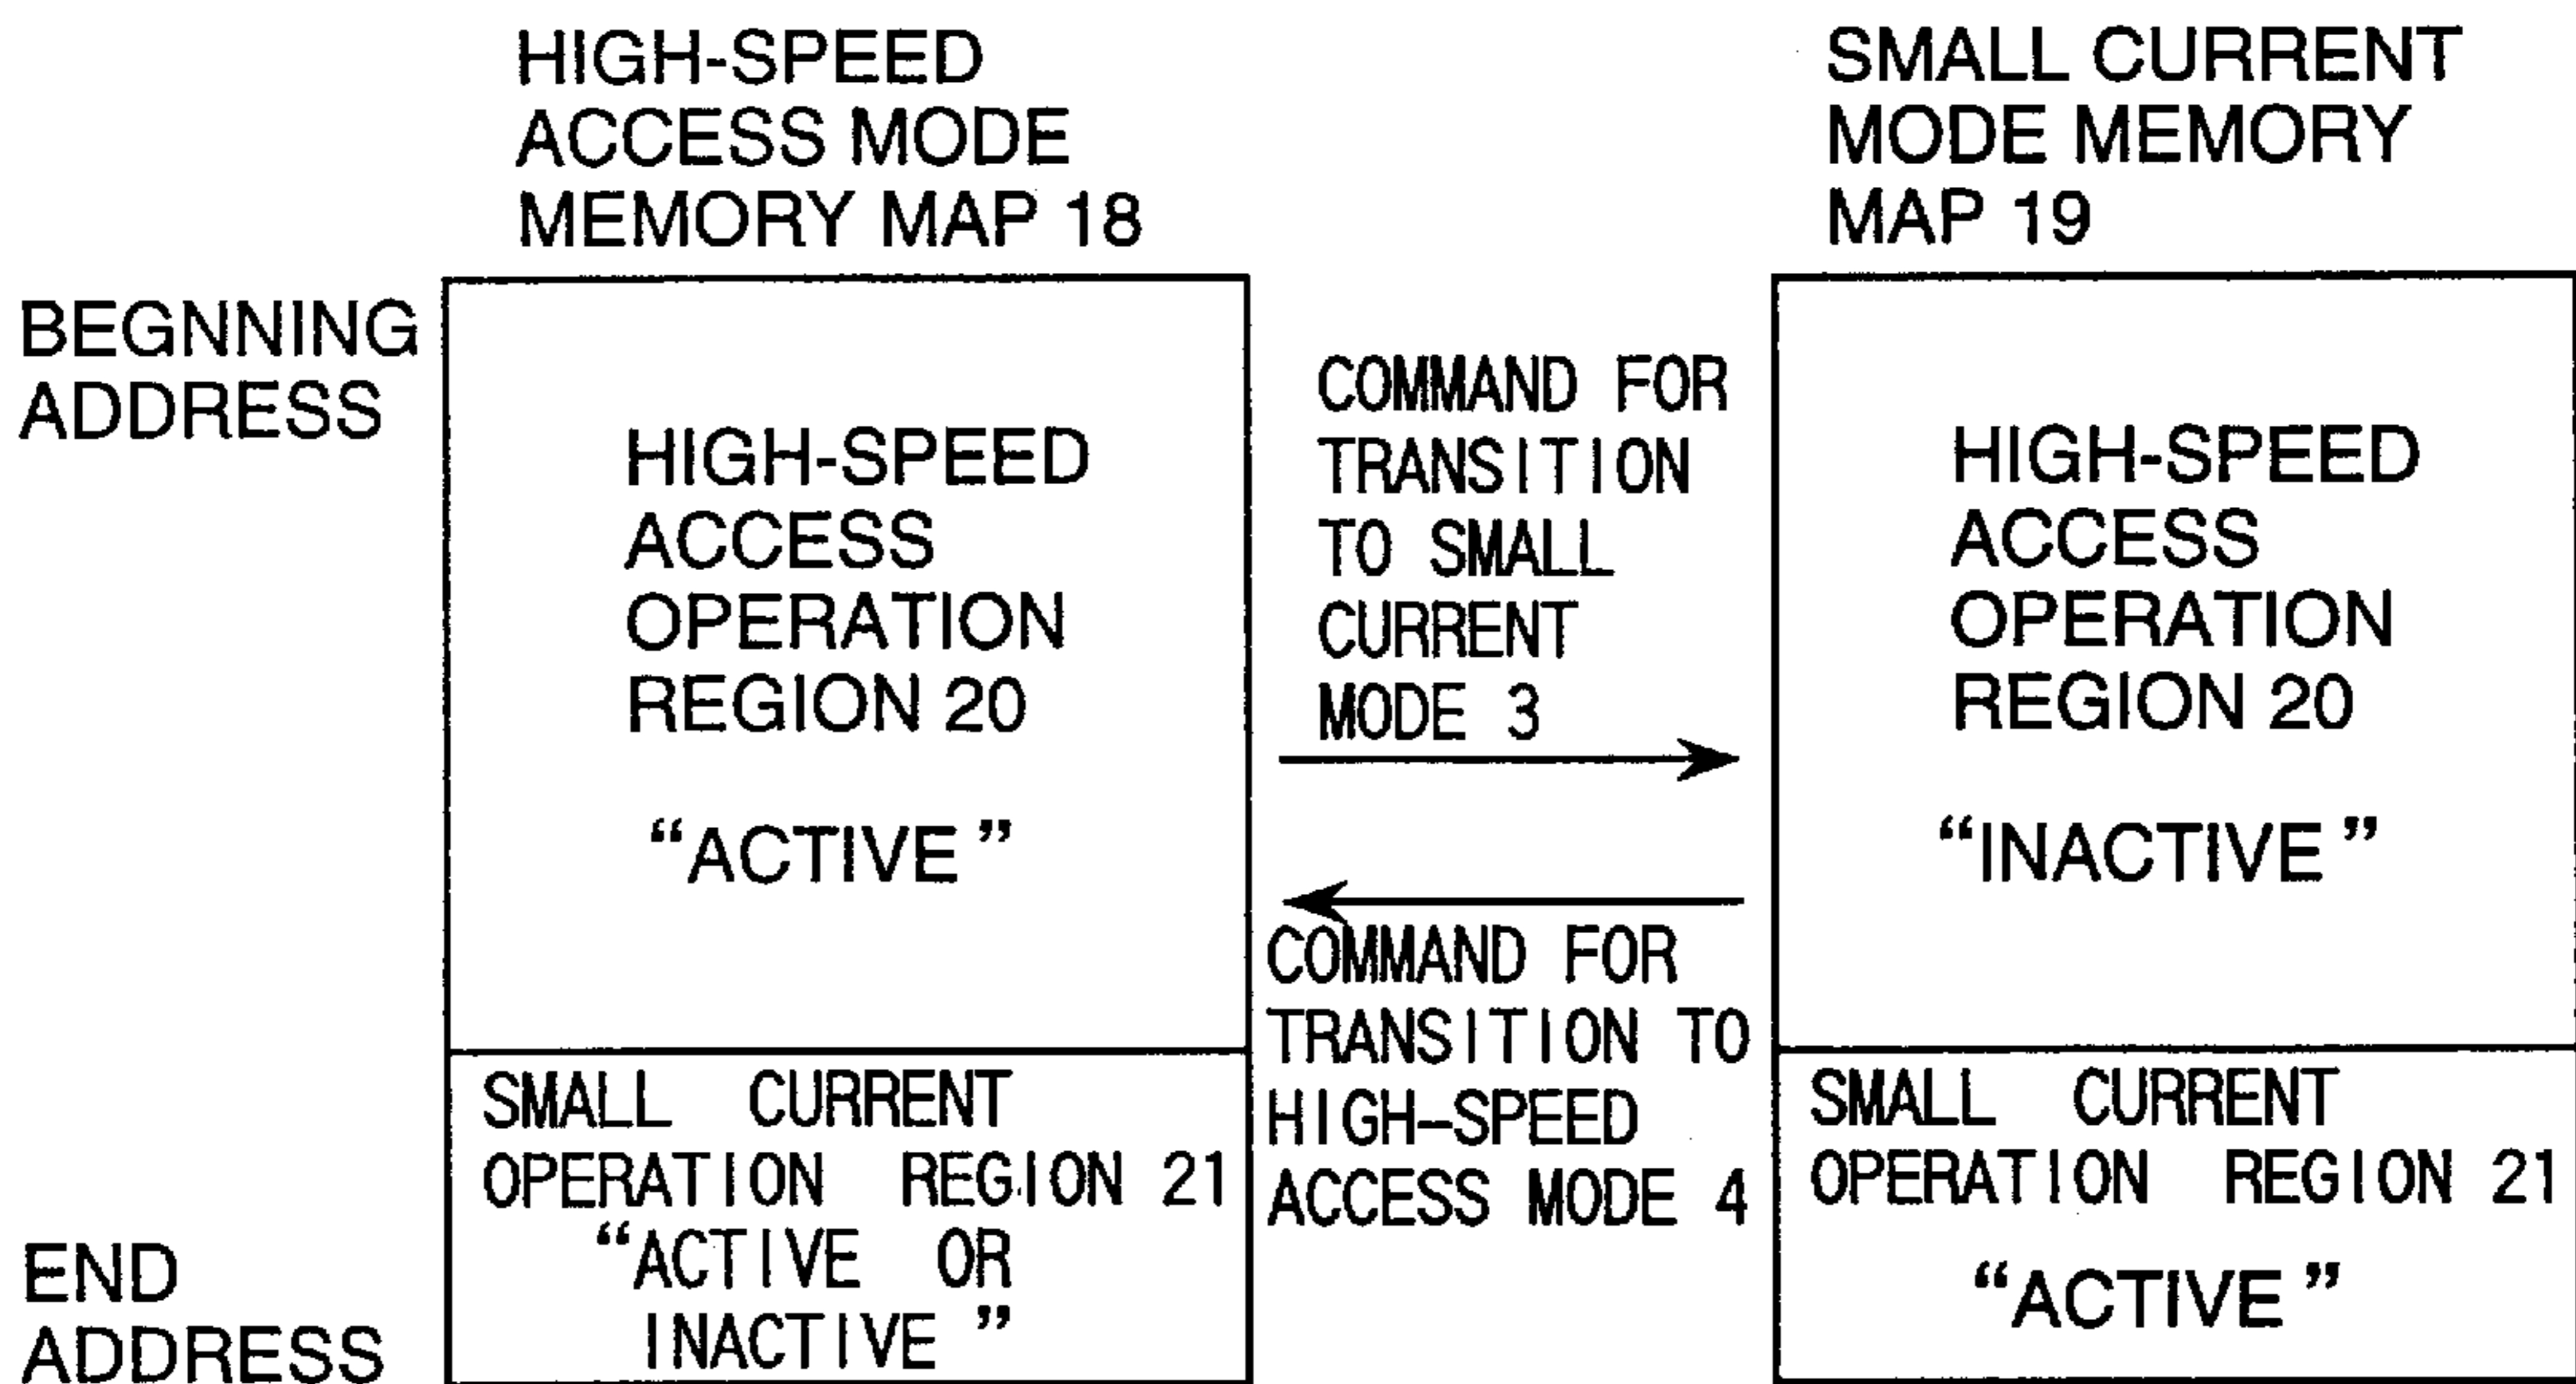 HIGH-SPEED
ACCESS MODE
MEMORY MAP 18
SMALL CURRENT
MODE MEMORY
MAP 19
BEGNNING
ADDRESS
HIGH-SPEED
ACCESS
OPERATION
REGION 20
“ACTIVE”
COMMAND FOR
TRANSITION
TO SMALL
CURRENT
MODE 3
HIGH-SPEED
ACCESS
OPERATION
REGION 20
“INACTIVE”
COMMAND FOR
TRANSITION TO
HIGH-SPEED
ACCESS MODE 4
END
ADDRESS
SMALL CURRENT
OPERATION REGION 21
“ACTIVE OR
INACTIVE”
SMALL CURRENT
OPERATION REGION 21
“ACTIVE”